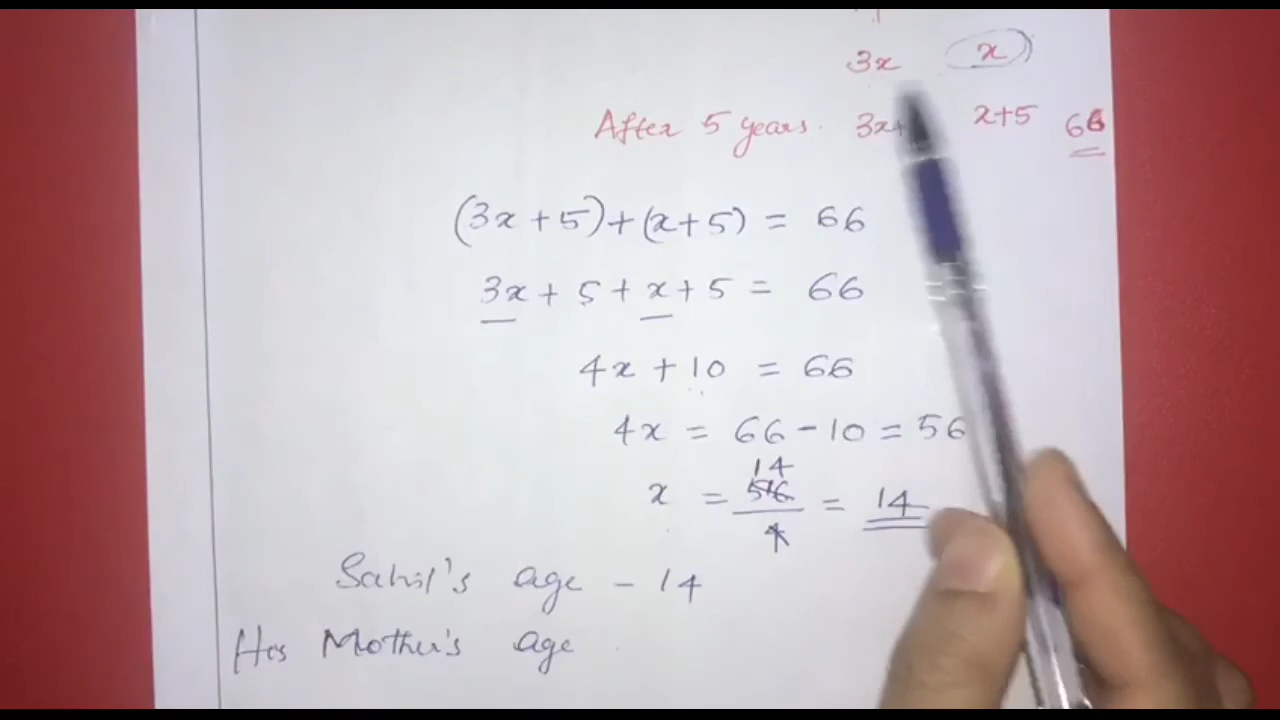 3x x
After 5 years. 3x+ x+5 66
(3x+5)+(x+5) = 66
3x + 5 + x + 5 = 66
4x + 10 = 66
4x = 66 - 10 = 56
14
x = 56/4 = 14
Sahil's age - 14
His Mother's age